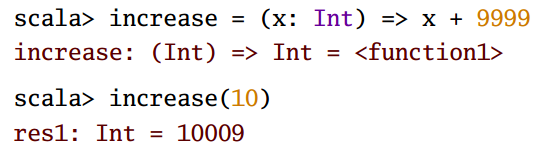 scala> increase = (x: Int) => x + 9999
increase: (Int) => Int = <function1>
scala> increase(10)
res1: Int = 10009